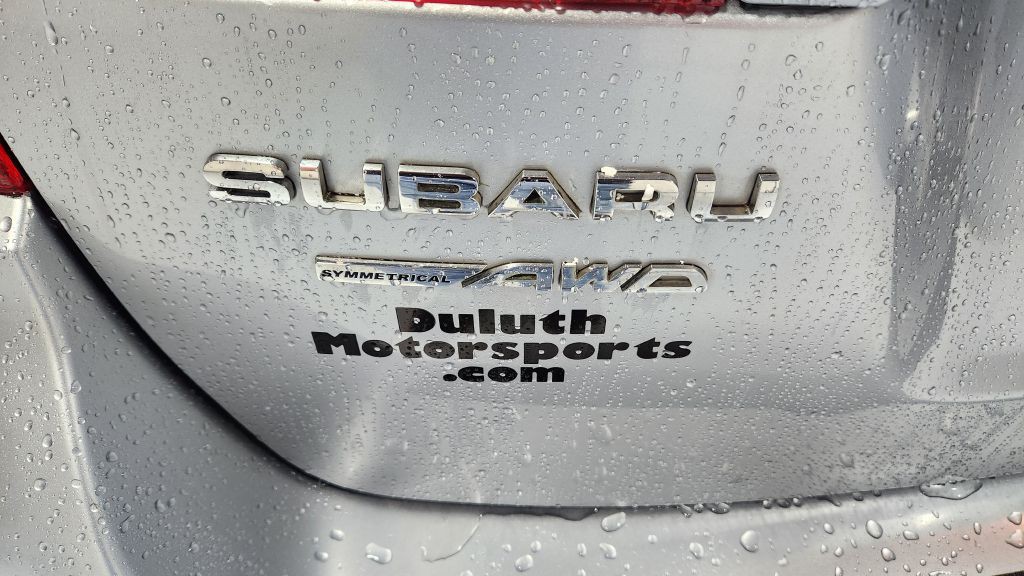 SUBARU
SYMMETRICAL AWD
Duluth
Motorsports
.com